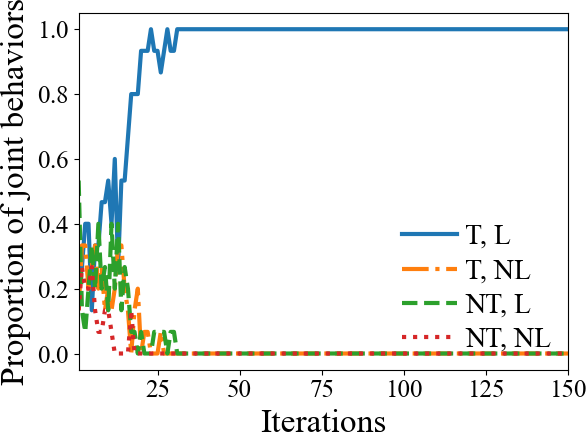 Proportion of joint behaviors
1.0
0.8
0.6
0.4
0.2
0.0
T, L
T, NL
NT, L
NT, NL
25 50 75 100 125 150
Iterations